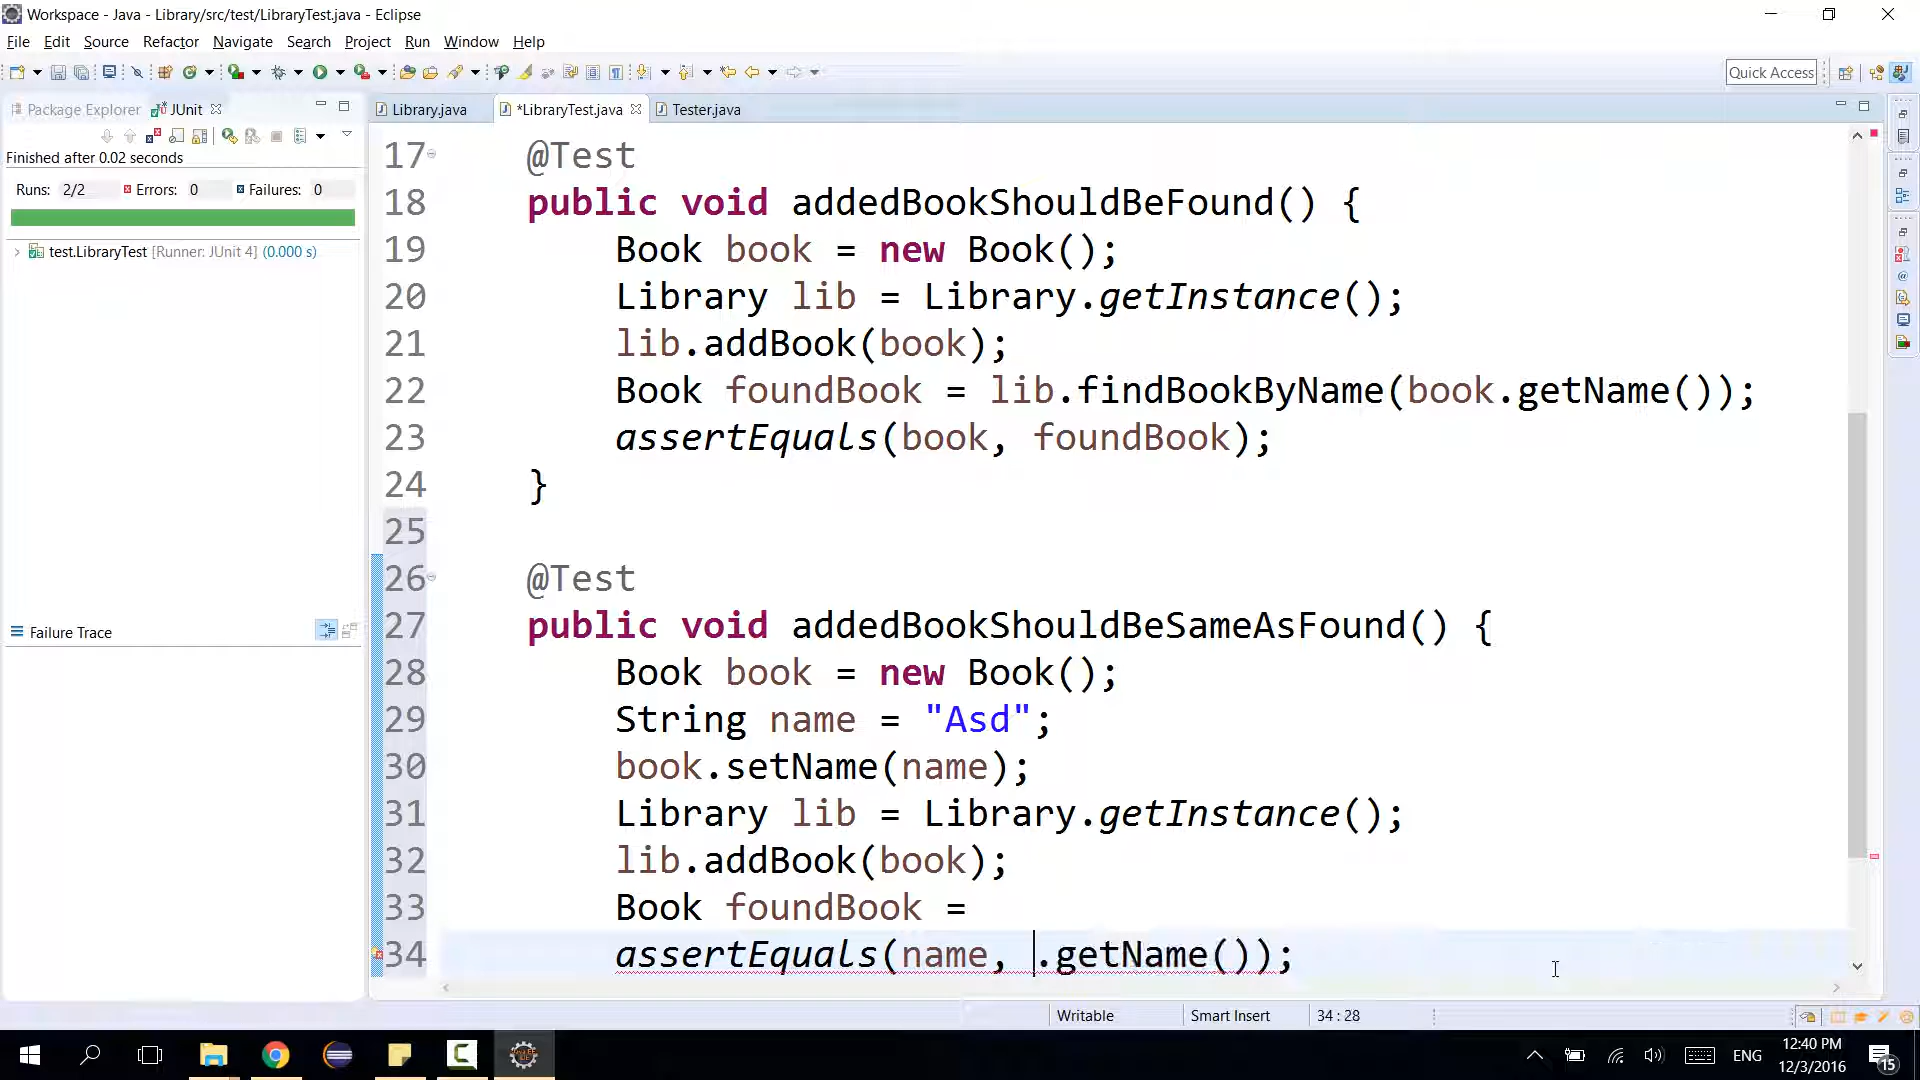 Workspace - Java - Library/src/test/LibraryTest.java - Eclipse
File Edit Source Refactor Navigate Search Project Run Window Help
Quick Access
Package Explorer JUnit
Library.java *LibraryTest.java Tester.java
Finished after 0.02 seconds
Runs: 2/2 Errors: 0 Failures: 0
test.LibraryTest [Runner: JUnit 4] (0.000 s)
Failure Trace
17 @Test
18 public void addedBookShouldBeFound() {
19 Book book = new Book();
20 Library lib = Library.getInstance();
21 lib.addBook(book);
22 Book foundBook = lib.findBookByName(book.getName());
23 assertEquals(book, foundBook);
24 }
25
26 @Test
27 public void addedBookShouldBeSameAsFound() {
28 Book book = new Book();
29 String name = "Asd";
30 book.setName(name);
31 Library lib = Library.getInstance();
32 lib.addBook(book);
33 Book foundBook =
34 assertEquals(name, .getName());
Writable Smart Insert 34 : 28
ENG
12:40 PM
12/3/2016
15